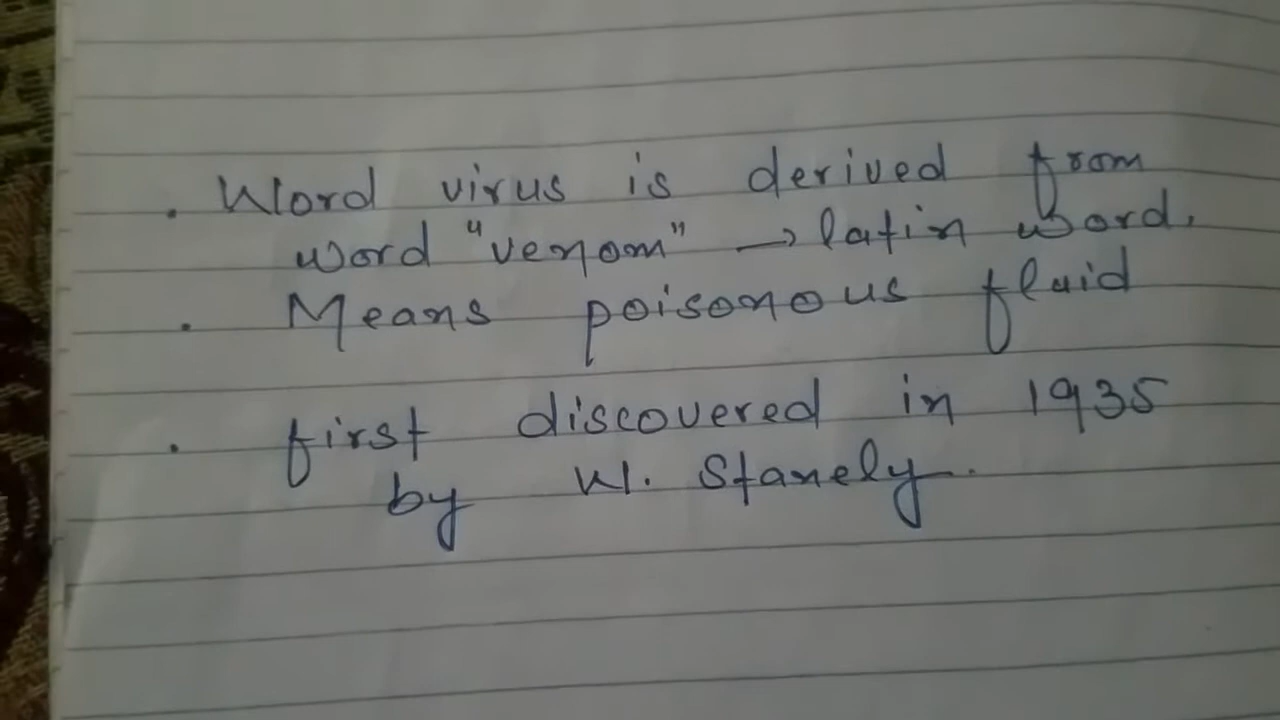 . Word virus is derived from
word "venom" → latin word.
. Means poisonous fluid
. first discovered in 1935
by W. Stanely.